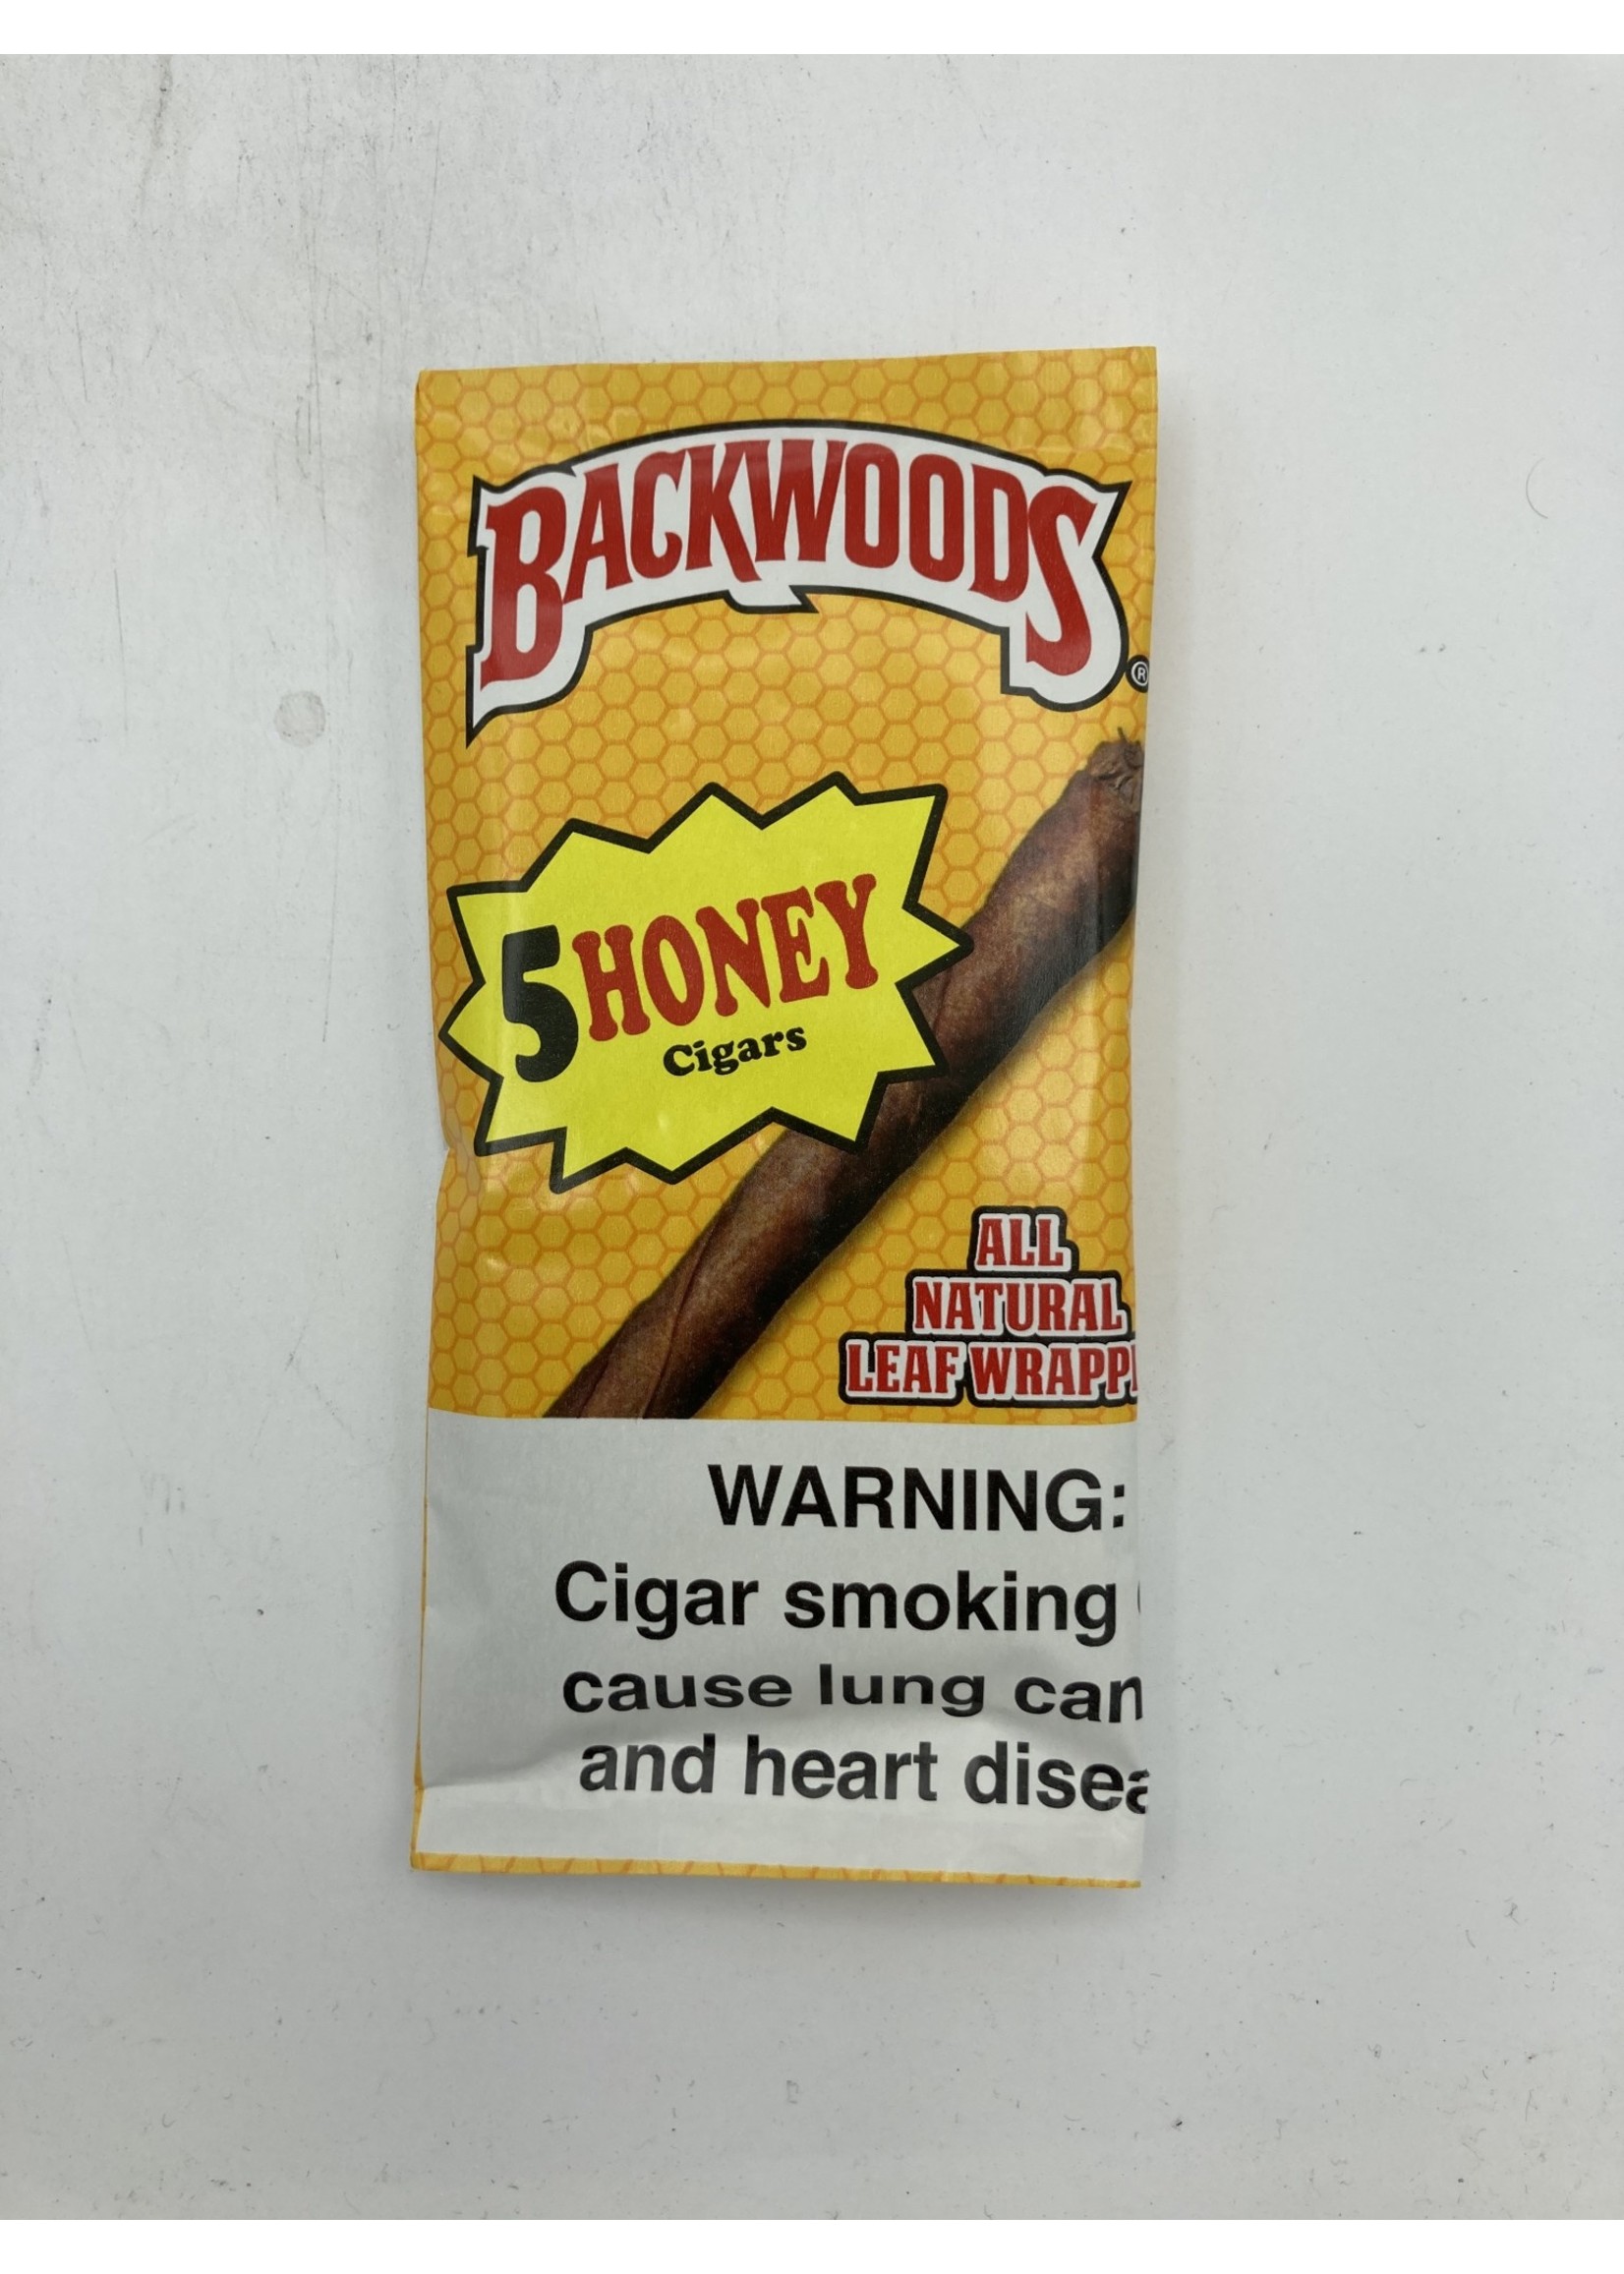 BACKWOODS®
5 HONEY
Cigars
ALL
NATURAL
LEAF WRAPP
WARNING:
Cigar smoking
cause lung can
and heart disea